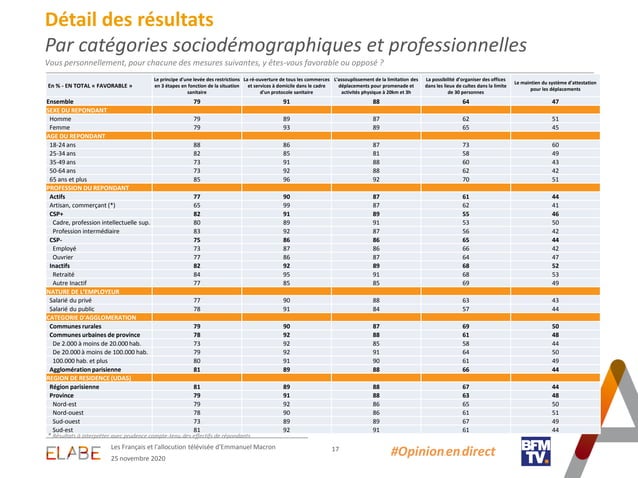 Détail des résultats
Par catégories sociodémographiques et professionnelles
Vous personnellement, pour chacune des mesures suivantes, y êtes-vous favorable ou opposé ?
En % - EN TOTAL « FAVORABLE »
Le principe d'une levée des restrictions en 3 étapes en fonction de la situation sanitaire
La ré-ouverture de tous les commerces et services à domicile dans le cadre d'un protocole sanitaire
L'assouplissement de la limitation des déplacements pour promenade et activités physique à 20km et 3h
La possibilité d'organiser des offices dans les lieux de cultes dans la limite de 30 personnes
Le maintien du système d'attestation pour les déplacements
Ensemble 79 91 88 64 47
SEXE DU REPONDANT
Homme 79 89 87 62 51
Femme 79 93 89 65 45
AGE DU REPONDANT
18-24 ans 88 86 87 73 60
25-34 ans 82 85 81 58 49
35-49 ans 73 91 88 60 43
50-64 ans 73 92 88 62 42
65 ans et plus 85 96 92 70 51
PROFESSION DU REPONDANT
Actifs 77 90 87 61 44
Artisan, commerçant (*) 65 99 87 62 41
CSP+ 82 91 89 55 46
Cadre, profession intellectuelle sup. 80 89 91 53 50
Profession intermédiaire 83 92 87 56 42
CSP- 75 86 86 65 44
Employé 73 87 86 66 42
Ouvrier 77 86 87 64 47
Inactifs 82 92 89 68 52
Retraité 84 95 91 68 53
Autre Inactif 77 85 85 69 49
NATURE DE L'EMPLOYEUR
Salarié du privé 77 90 88 63 43
Salarié du public 78 91 84 57 44
CATEGORIE D'AGGLOMERATION
Communes rurales 79 90 87 69 50
Communes urbaines de province 78 92 88 61 48
De 2.000 à moins de 20.000 hab. 73 92 85 58 44
De 20.000 à moins de 100.000 hab. 79 92 91 64 50
100.000 hab. et plus 80 91 90 61 49
Agglomération parisienne 81 89 88 66 44
REGION DE RESIDENCE (UDA5)
Région parisienne 81 89 88 67 44
Province 79 91 88 63 48
Nord-est 79 92 86 65 50
Nord-ouest 78 90 86 61 51
Sud-ouest 73 89 89 67 49
Sud-est 81 92 91 61 44
* Résultats à interpréter avec prudence compte-tenu des effectifs de répondants
ELABE
Les Français et l'allocution télévisée d'Emmanuel Macron
25 novembre 2020
17
#Opinion en direct
BFM
TV.